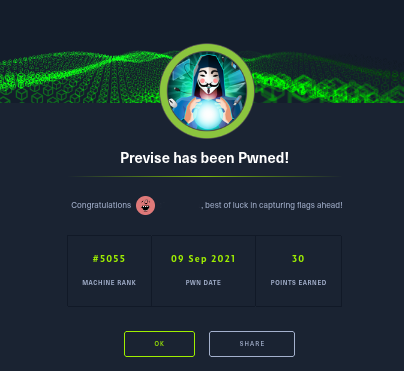 Previse has been Pwned!
Congratulations , best of luck in capturing flags ahead!
#5055 09 Sep 2021 30
MACHINE RANK PWN DATE POINTS EARNED
OK SHARE